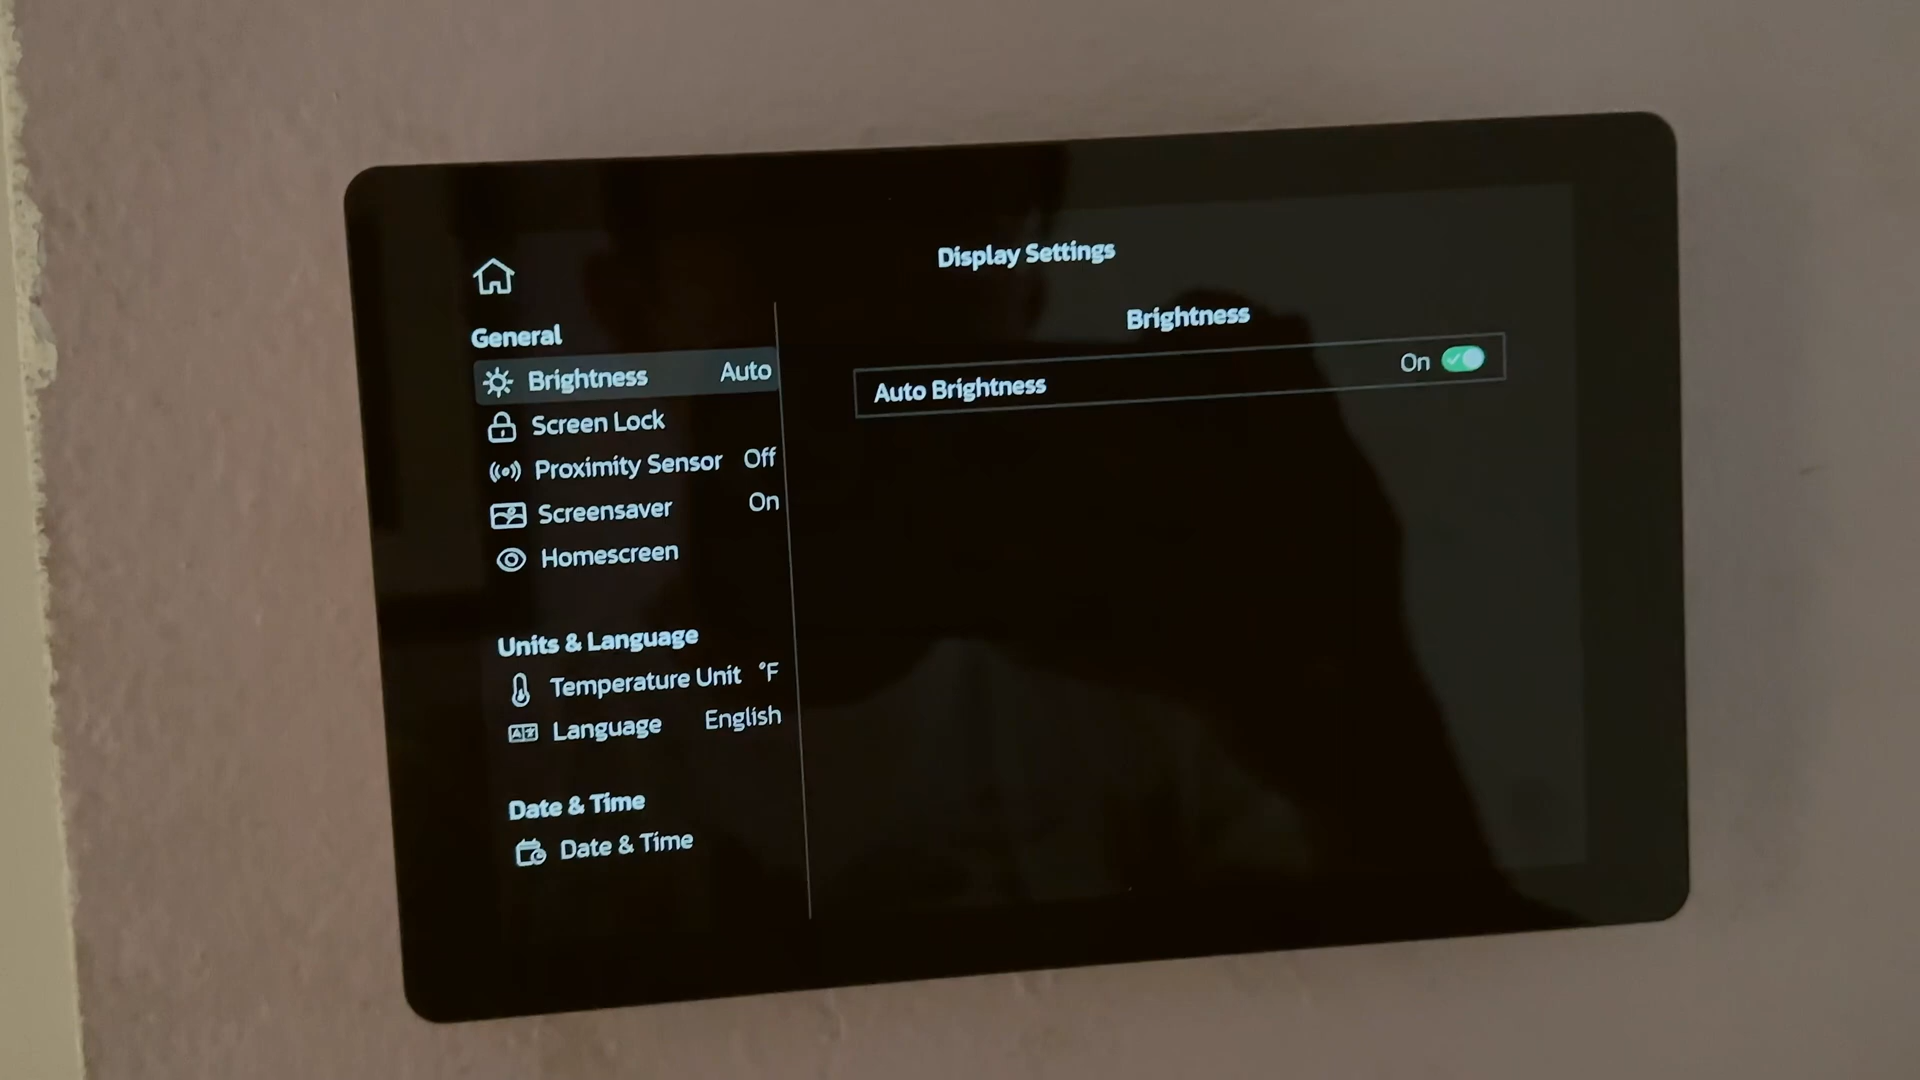 Display Settings
General
Brightness Auto
Screen Lock
Proximity Sensor Off
Screensaver On
Homescreen
Units & Language
Temperature Unit °F
Language English
Date & Time
Date & Time
Brightness
Auto Brightness On